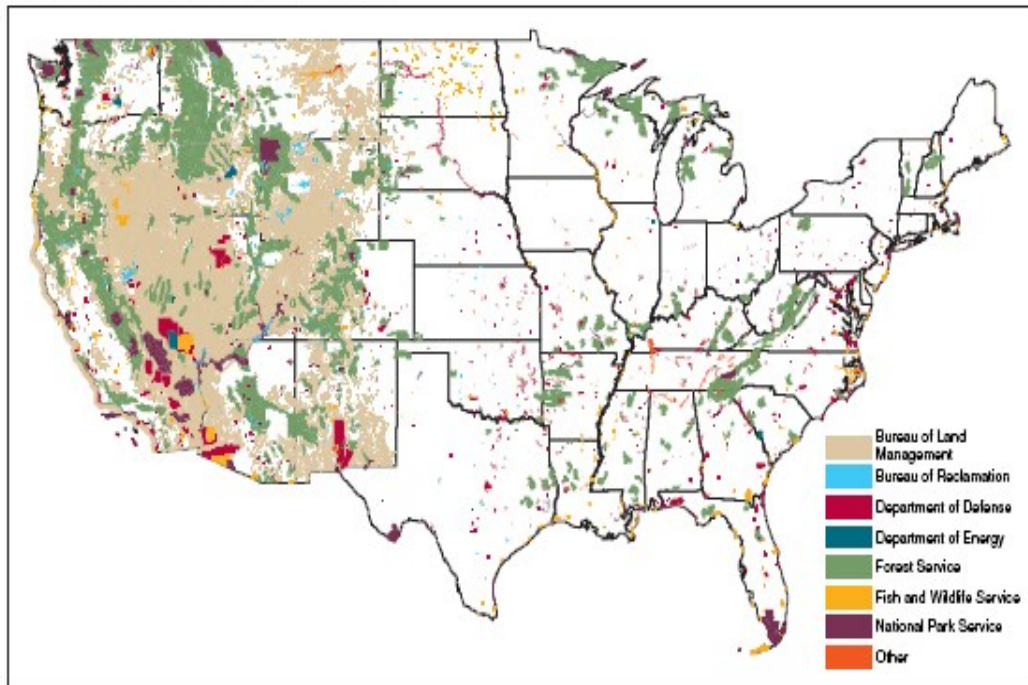 Bureau of Land
Management
Bureau of Reclamation
Department of Defense
Department of Energy
Forest Service
Fish and Wildlife Service
National Park Service
Other